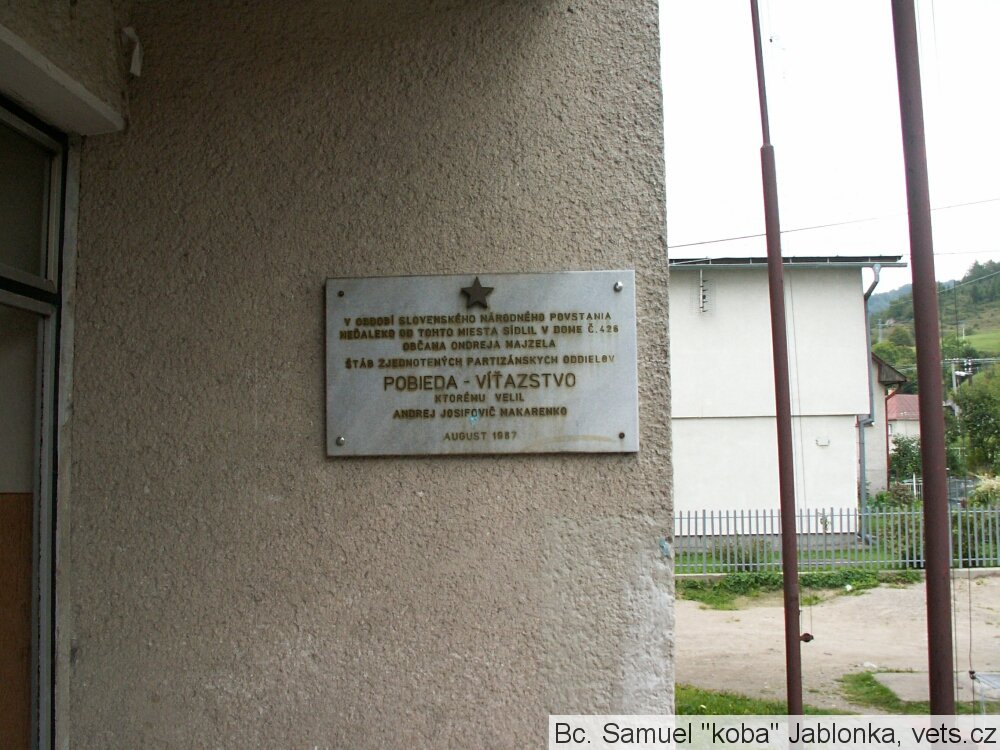 V OBDOBÍ SLOVENSKÉHO NÁRODNÉHO POVSTANIA
NEĎALEKO OD TOHTO MIESTA SÍDLIL V DOME Č. 426
OBČANA ONDREJA MAJZELA
ŠTÁB ZJEDNOTENÝCH PARTIZÁNSKYCH ODDIELOV
POBIEDA - VÍŤAZSTVO
KTORÉMU VELIL
ANDREJ JOSIFOVIČ MAKARENKO
AUGUST 1987
Bc. Samuel "koba" Jablonka, vets.cz